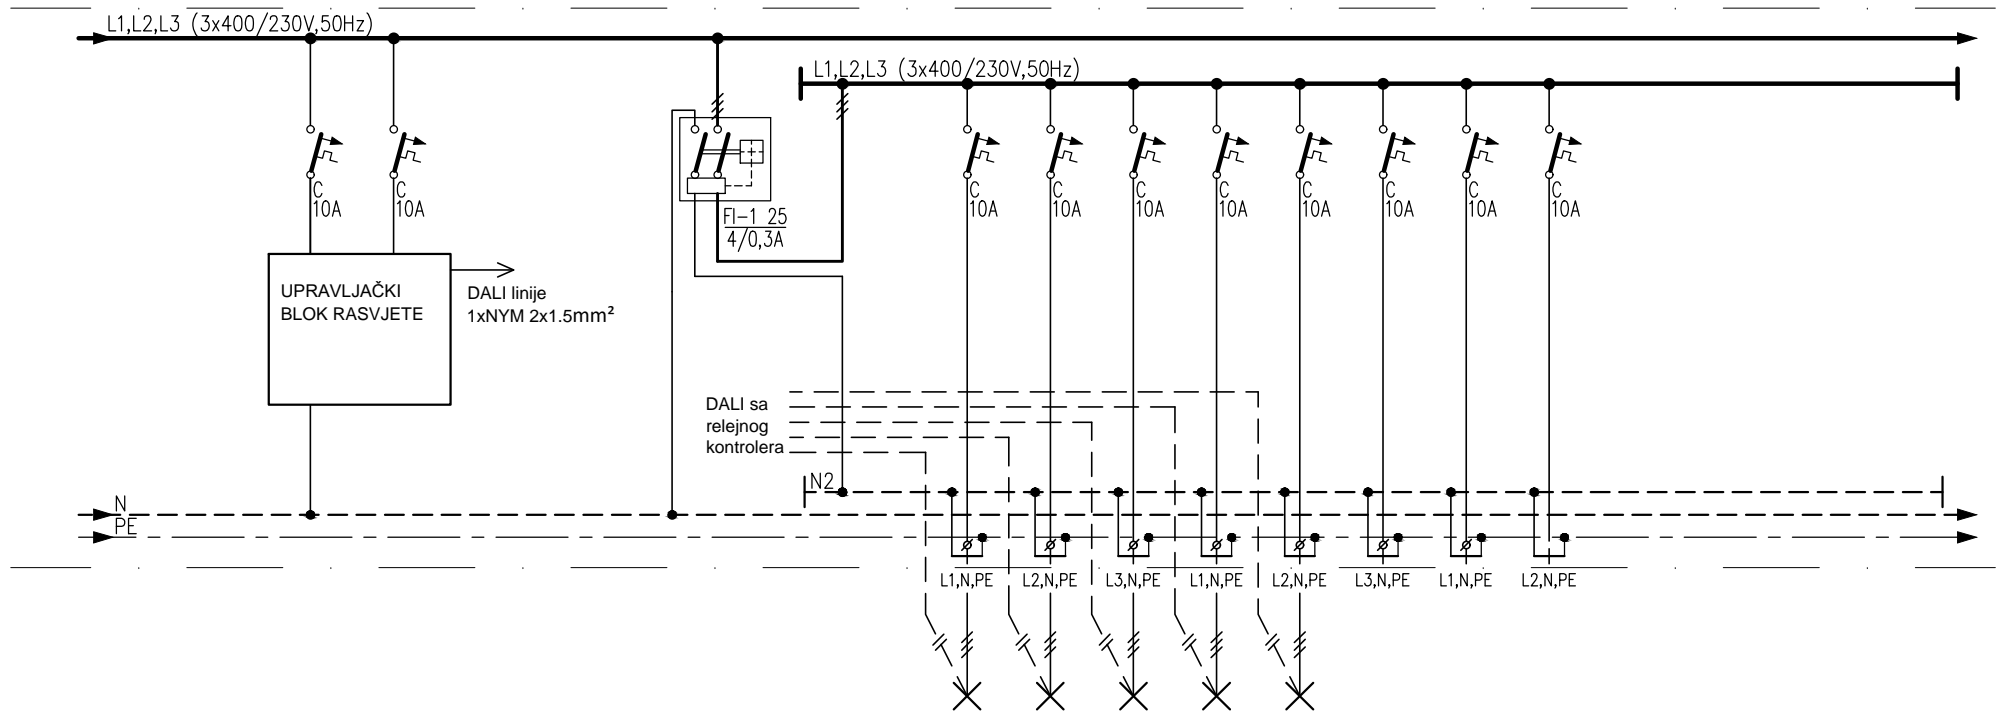 L1,L2,L3 (3x400/230V,50Hz)
L1,L2,L3 (3x400/230V,50Hz)
C
10A
C
10A
C
10A
C
10A
C
10A
C
10A
C
10A
C
10A
C
10A
C
10A
FI-1 25
4/0,3A
UPRAVLJAČKI
BLOK RASVJETE
DALI linije
1xNYM 2x1.5mm²
DALI sa
relejnog
kontrolera
N2
N
PE
L1,N,PE
L2,N,PE
L3,N,PE
L1,N,PE
L2,N,PE
L3,N,PE
L1,N,PE
L2,N,PE